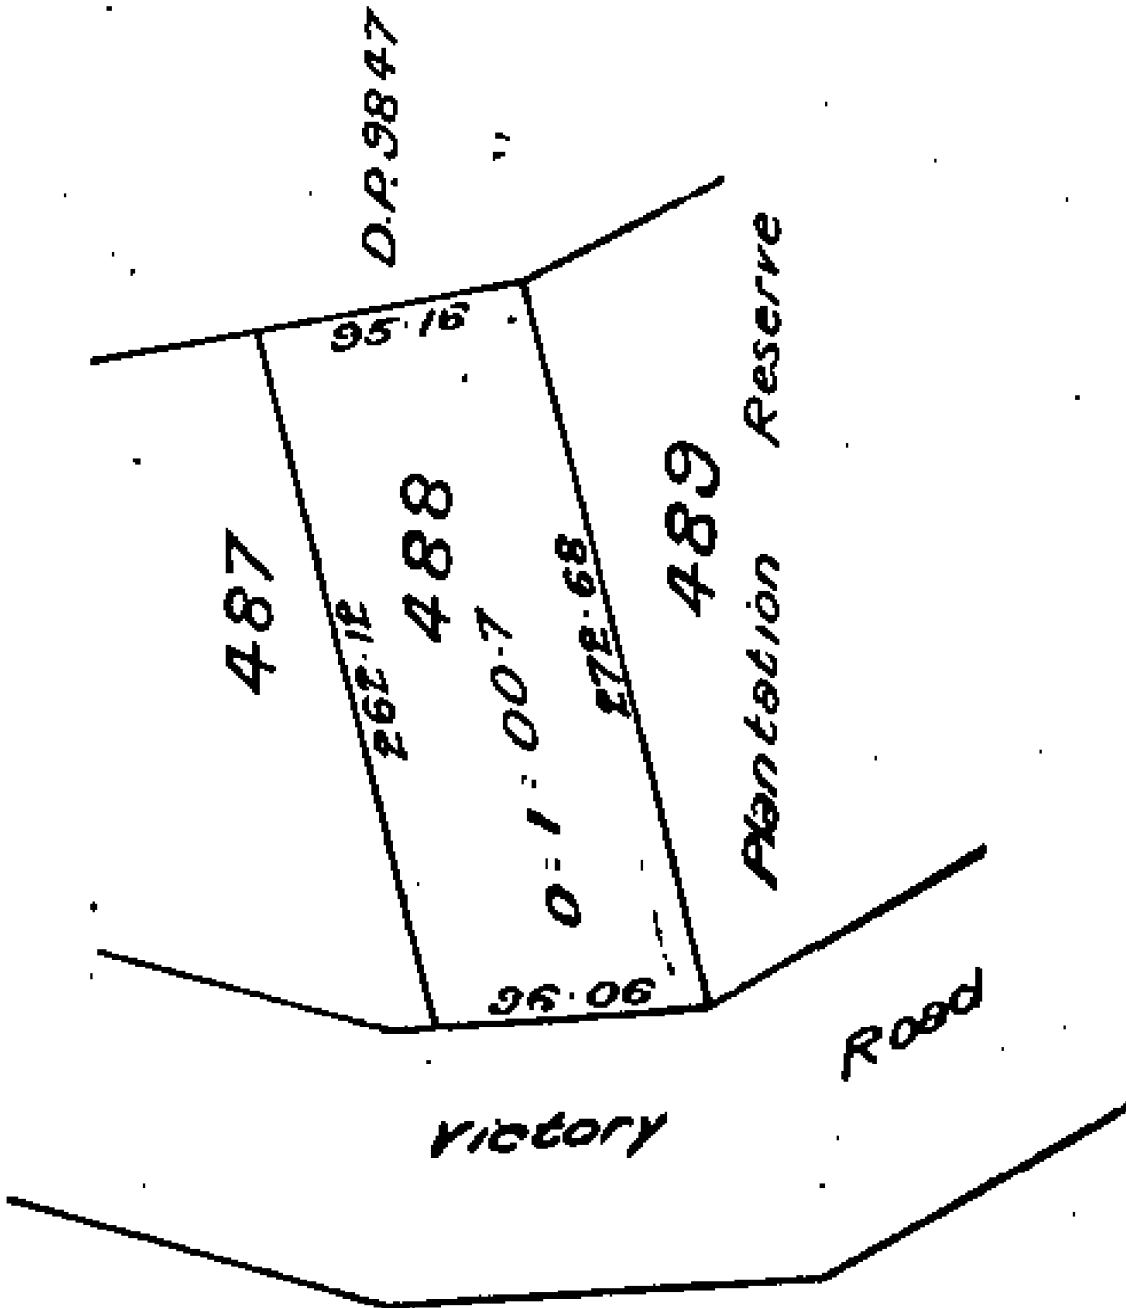 D.P. 9847
95·16
487
488
489
262·12
272·68
0:1:00·7
Plantation Reserve
96·06
Victory Road